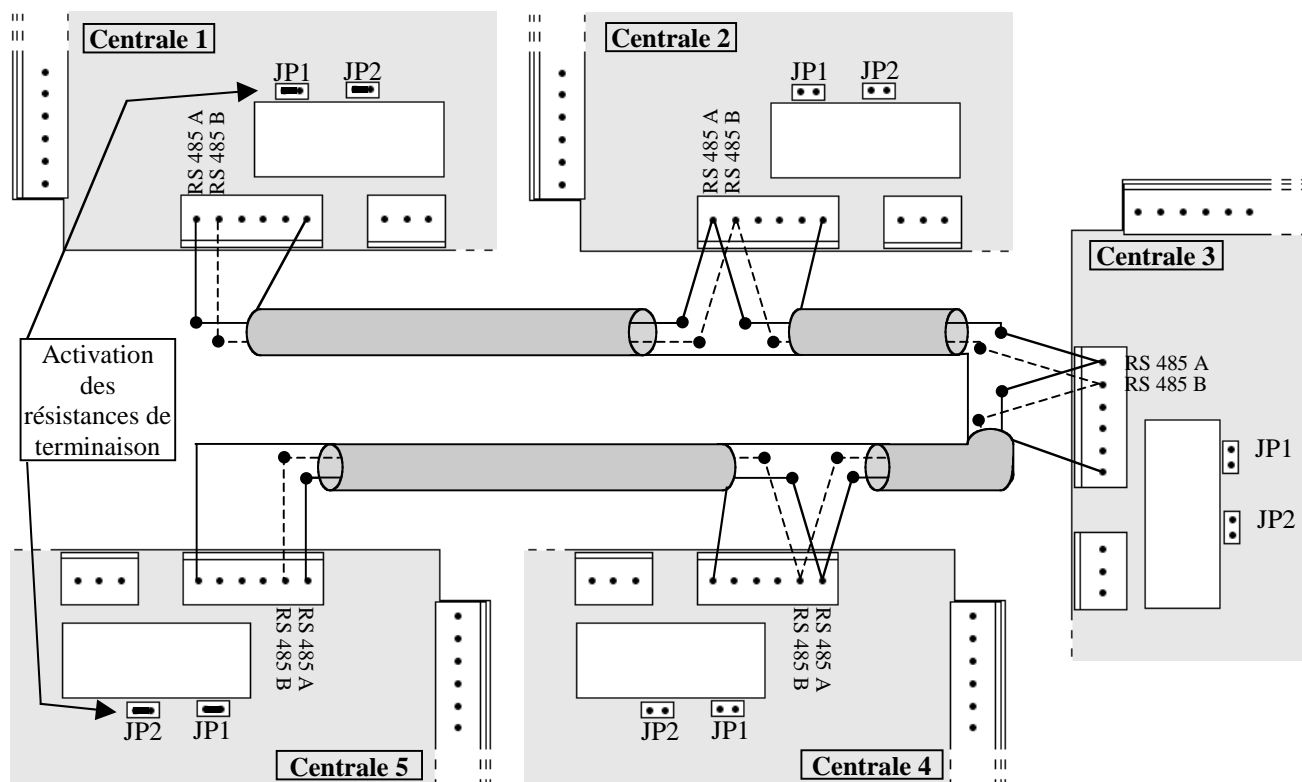 Centrale 1
JP1
JP2
RS 485 A
RS 485 B
Centrale 2
JP1
JP2
RS 485 A
RS 485 B
Centrale 3
RS 485 A
RS 485 B
JP1
JP2
Activation
des
résistances de
terminaison
RS 485 B
RS 485 A
JP2
JP1
Centrale 5
RS 485 B
RS 485 A
JP2
JP1
Centrale 4